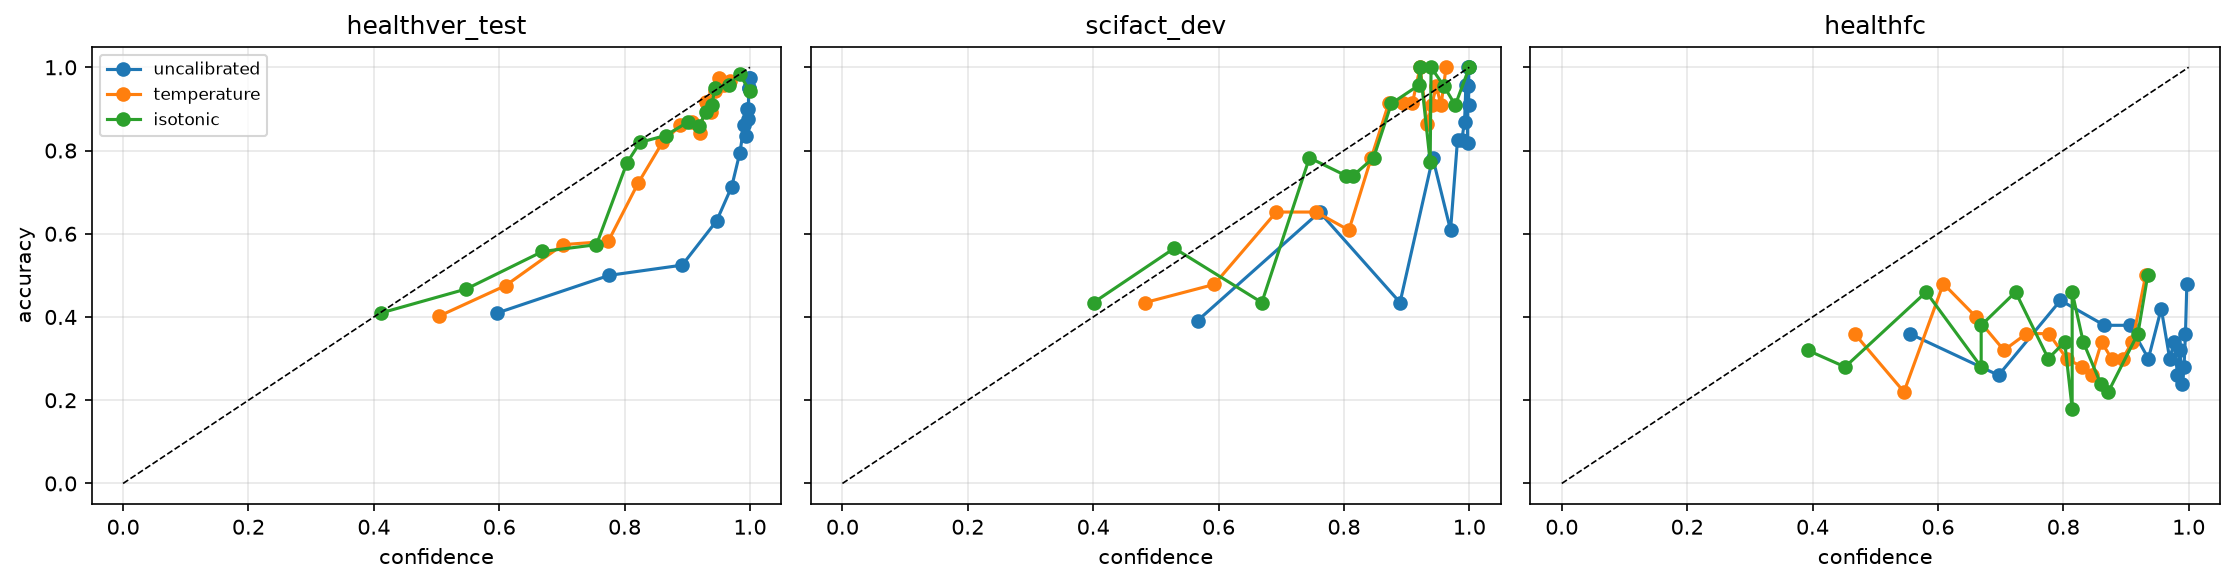 healthver_test
scifact_dev
healthfc
uncalibrated
temperature
isotonic
accuracy
1.0
0.8
0.6
0.4
0.2
0.0
0.0 0.2 0.4 0.6 0.8 1.0
confidence
0.0 0.2 0.4 0.6 0.8 1.0
confidence
0.0 0.2 0.4 0.6 0.8 1.0
confidence